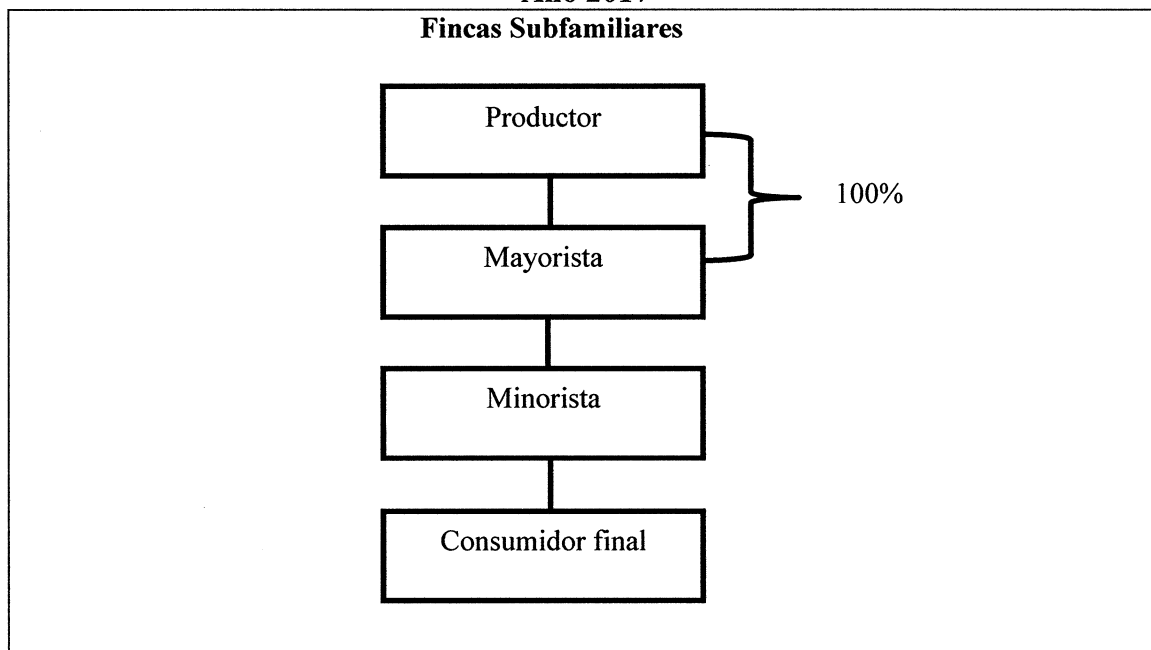 Fincas Subfamiliares
Productor
100%
Mayorista
Minorista
Consumidor final